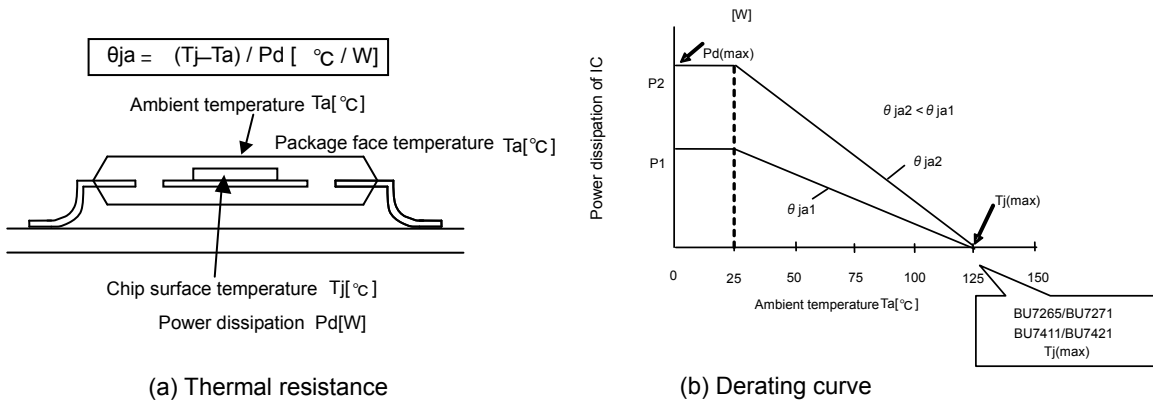 θja = (Tj–Ta) / Pd [ °C / W]
Ambient temperature Ta[°C]
Package face temperature Ta[°C]
Chip surface temperature Tj[°C]
Power dissipation Pd[W]
(a) Thermal resistance
[W]
Pd(max)
P2
P1
Power dissipation of IC
θ ja2 < θ ja1
θ ja2
θ ja1
Tj(max)
0 25 50 75 100 125 150
Ambient temperature Ta[°C]
BU7265/BU7271
BU7411/BU7421
Tj(max)
(b) Derating curve